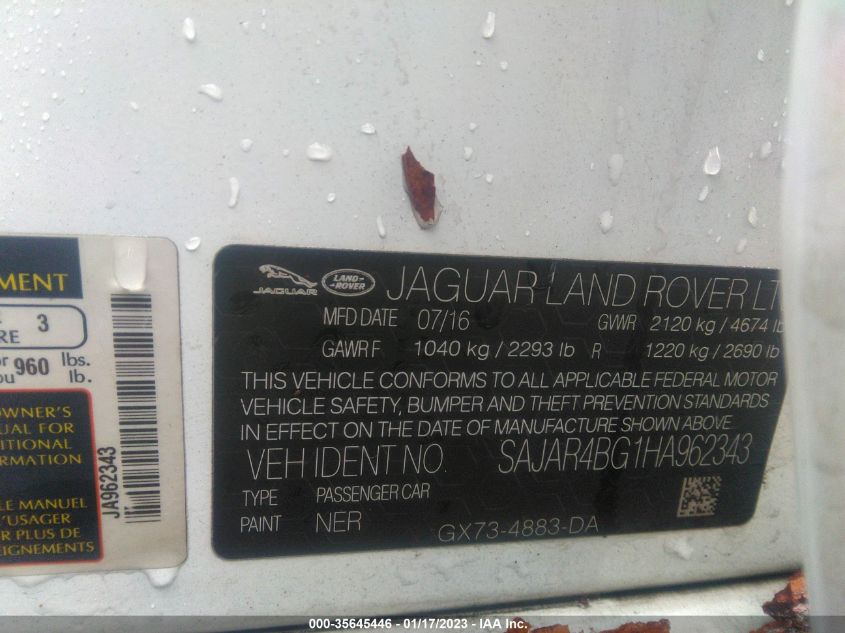 MENT
RE 3
or 960 lbs.
ou lb.
OWNER'S
UAL FOR
ITIONAL
RMATION
LE MANUEL
'USAGER
R PLUS DE
EIGNEMENTS
JA962343
JAGUAR
LAND ROVER
JAGUAR LAND ROVER LT
MFD DATE 07/16 GVWR 2120 kg / 4674 lb
GAWR F 1040 kg / 2293 lb R 1220 kg / 2690 lb
THIS VEHICLE CONFORMS TO ALL APPLICABLE FEDERAL MOTOR
VEHICLE SAFETY, BUMPER AND THEFT PREVENTION STANDARDS
IN EFFECT ON THE DATE OF MANUFACTURE SHOWN ABOVE.
VEH IDENT NO. SAJAR4BG1HA962343
TYPE PASSENGER CAR
PAINT NER
GX73-4883-DA
000-35645446 - 01/17/2023 - IAA Inc.